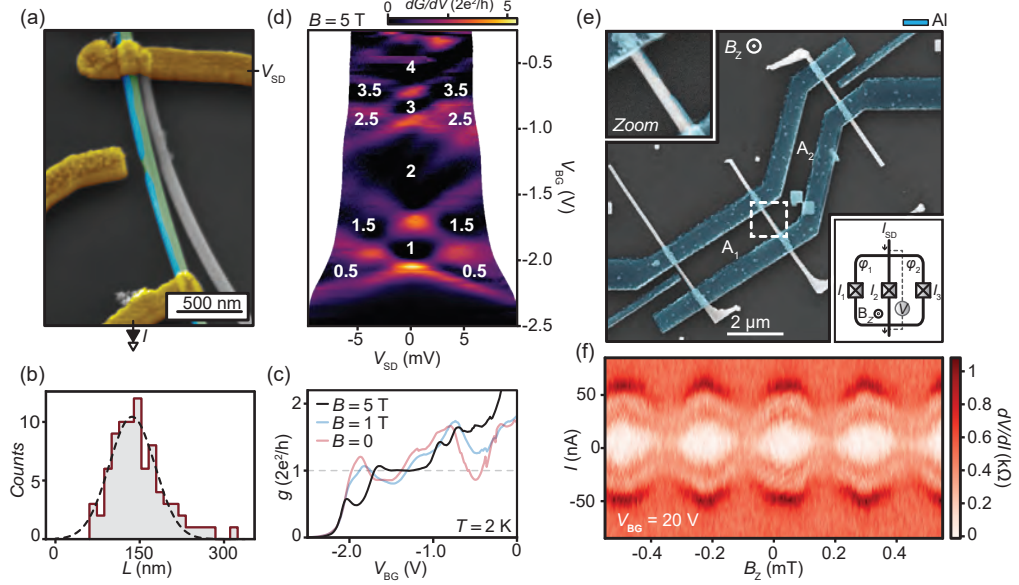 (a)
V_SD
500 nm
I
(b)
Counts
10
5
0
0
150
300
L (nm)
(d)
B = 5 T
dG/dV (2e²/h)
0
5
4
3.5
3
3.5
2.5
2.5
2
1.5
1.5
1
0.5
0.5
-0.5
-1.0
-1.5
-2.0
-2.5
V_BG (V)
-5
0
5
V_SD (mV)
(c)
B = 5 T
B = 1 T
B = 0
g (2e²/h)
2
1
0
T = 2 K
-2.0
-1.0
0
V_BG (V)
(e)
Al
B_Z
Zoom
A_2
A_1
2 µm
I_SD
φ_1
φ_2
I_1
I_2
I_3
B_Z
V
(f)
I (nA)
50
0
-50
V_BG = 20 V
-0.4
-0.2
0
0.2
0.4
B_Z (mT)
1
0.8
0.6
0.4
0.2
0
dV/dI (kΩ)